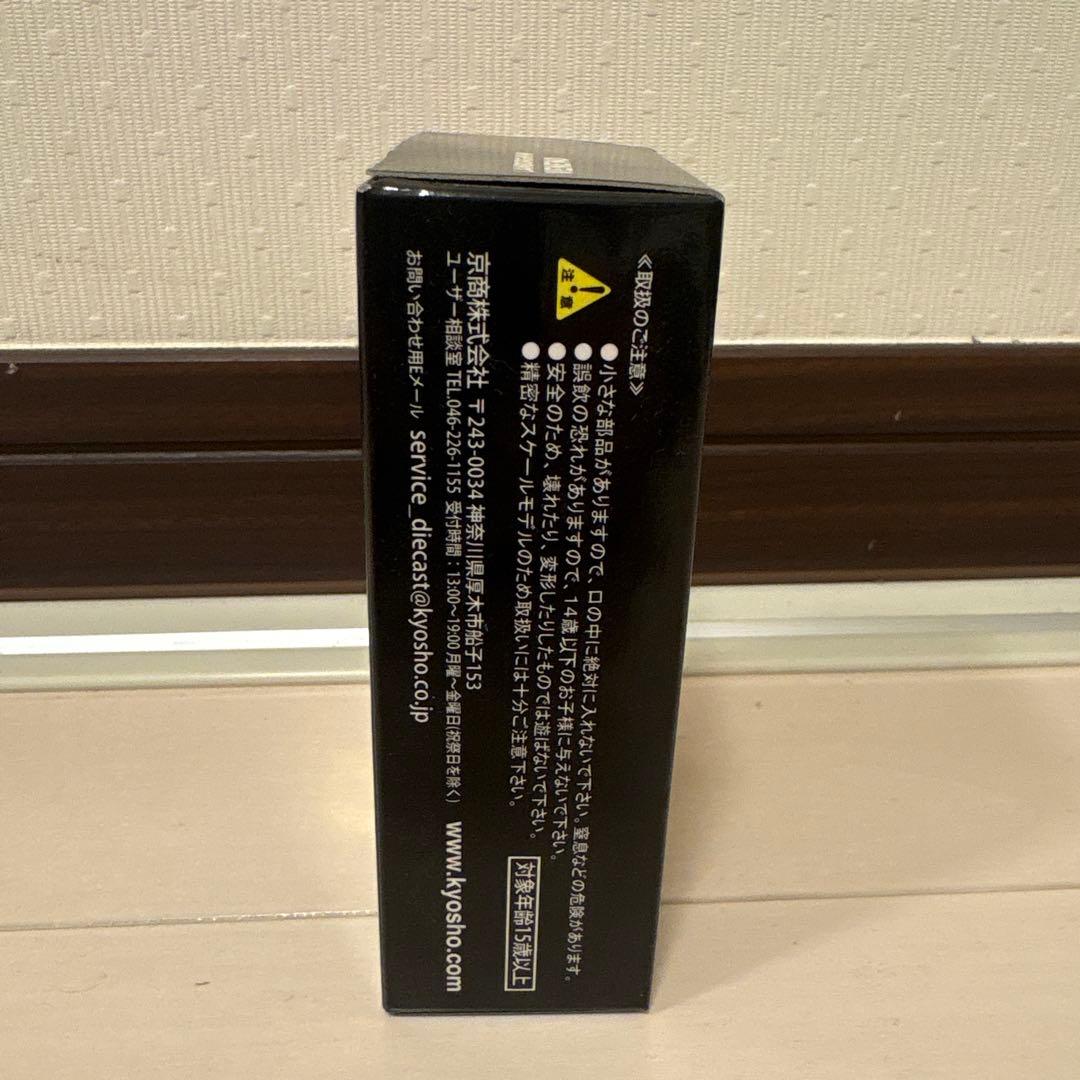 《取扱のご注意》
注意
●小さな部品がありますので、口の中に絶対に入れないで下さい。窒息などの危険があります。
●誤飲の恐れがありますので、14歳以下のお子様に与えないで下さい。
●安全のため、壊れたり、変形したりしたものでは遊ばないで下さい。
●精密なスケールモデルのため取扱いには十分ご注意下さい。
対象年齢15歳以上
京商株式会社 〒243-0034 神奈川県厚木市船子153
ユーザー相談室 TEL.046-226-1155 受付時間：13:00～19:00 月曜～金曜日(祝祭日を除く)
お問い合わせ用Eメール service_diecast@kyosho.co.jp
www.kyosho.com